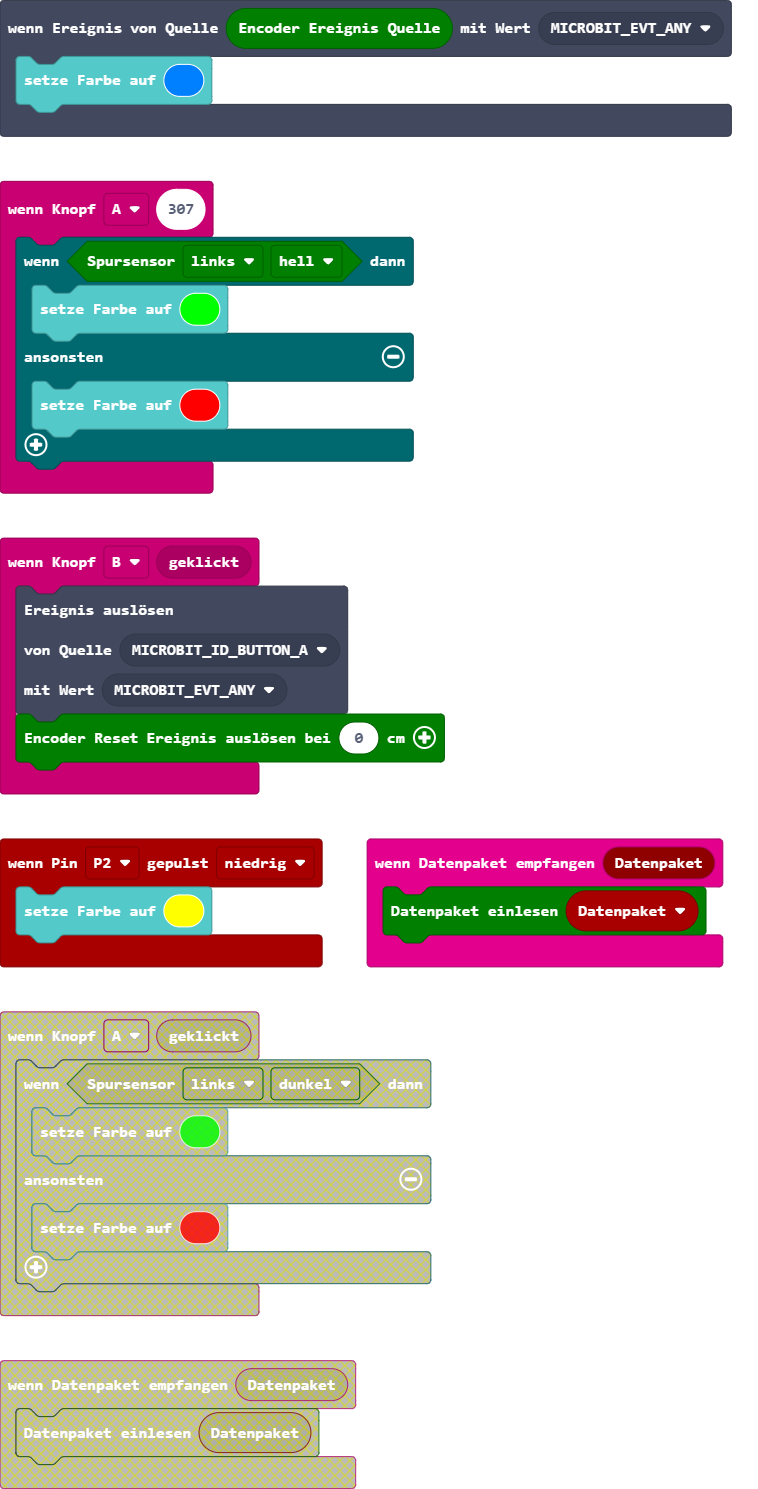 wenn Ereignis von Quelle Encoder Ereignis Quelle mit Wert MICROBIT_EVT_ANY
setze Farbe auf
wenn Knopf A 307
wenn Spursensor links hell dann
setze Farbe auf
ansonsten
setze Farbe auf
wenn Knopf B geklickt
Ereignis auslösen
von Quelle MICROBIT_ID_BUTTON_A
mit Wert MICROBIT_EVT_ANY
Encoder Reset Ereignis auslösen bei 0 cm
wenn Pin P2 gepulst niedrig
setze Farbe auf
wenn Datenpaket empfangen Datenpaket
Datenpaket einlesen Datenpaket
wenn Knopf A geklickt
wenn Spursensor links dunkel dann
setze Farbe auf
ansonsten
setze Farbe auf
wenn Datenpaket empfangen Datenpaket
Datenpaket einlesen Datenpaket